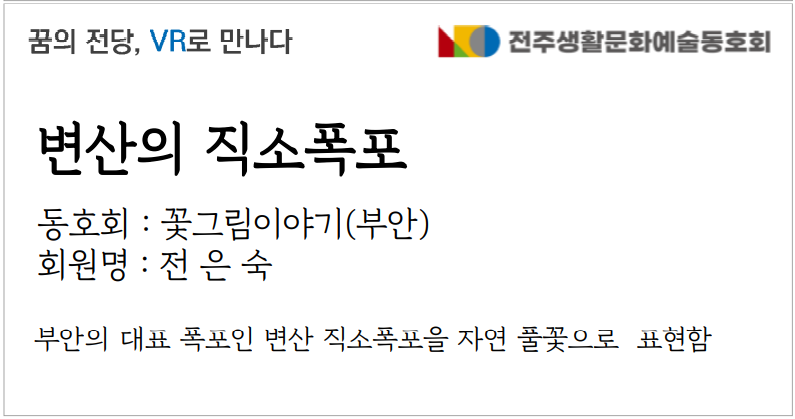 꿈의 전당, VR로 만나다
전주생활문화예술동호회
변산의 직소폭포
동호회 : 꽃그림이야기(부안)
회원명 : 전 은 숙
부안의 대표 폭포인 변산 직소폭포을 자연 풀꽃으로 표현함